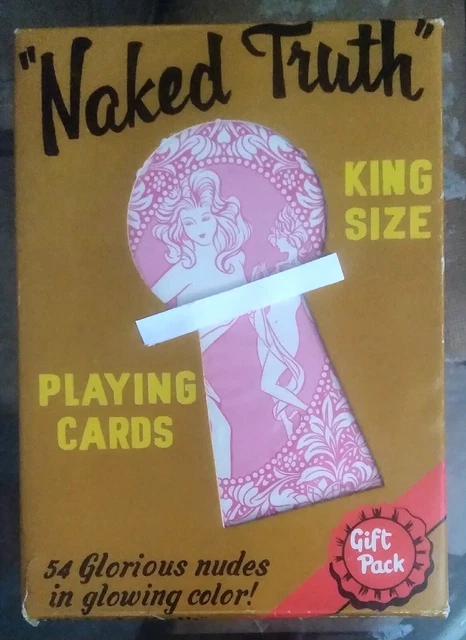 "Naked Truth"
KING
SIZE
PLAYING
CARDS
54 Glorious nudes
in glowing color!
Gift
Pack